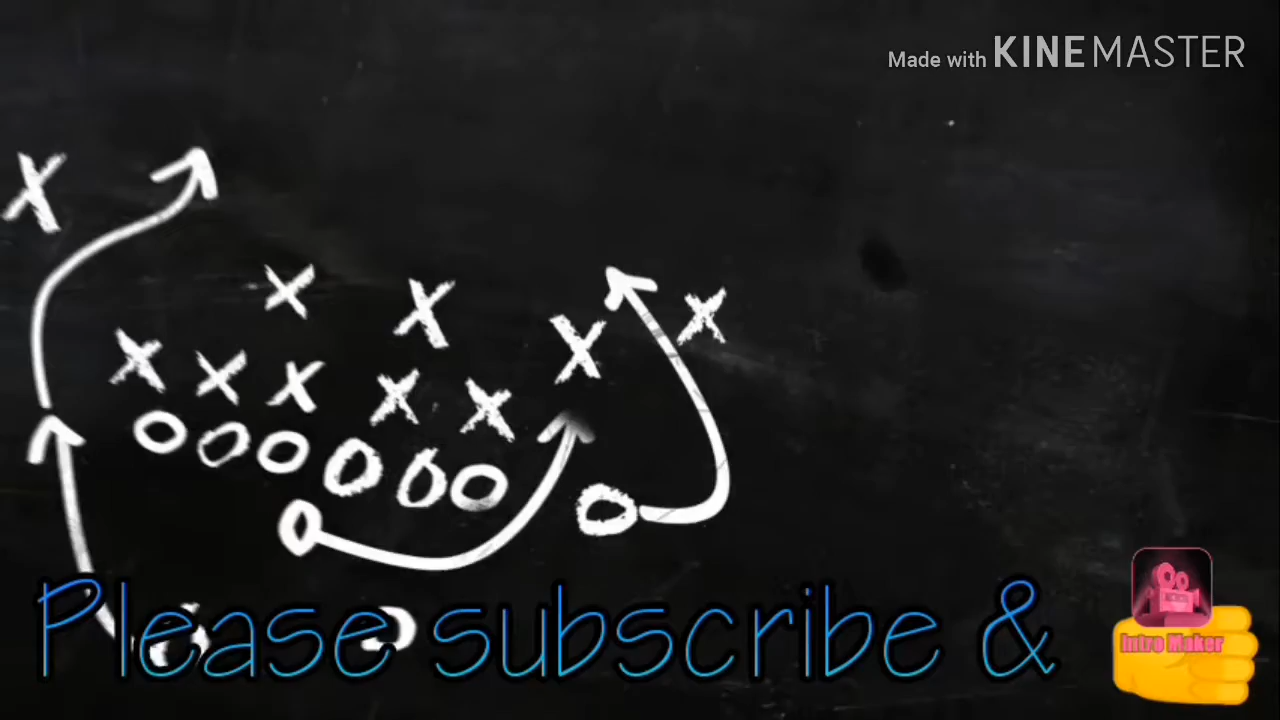 Made with KINEMASTER
X
X X X X
X X X X X
O O O O O O
O O
Please subscribe &
Intro Maker